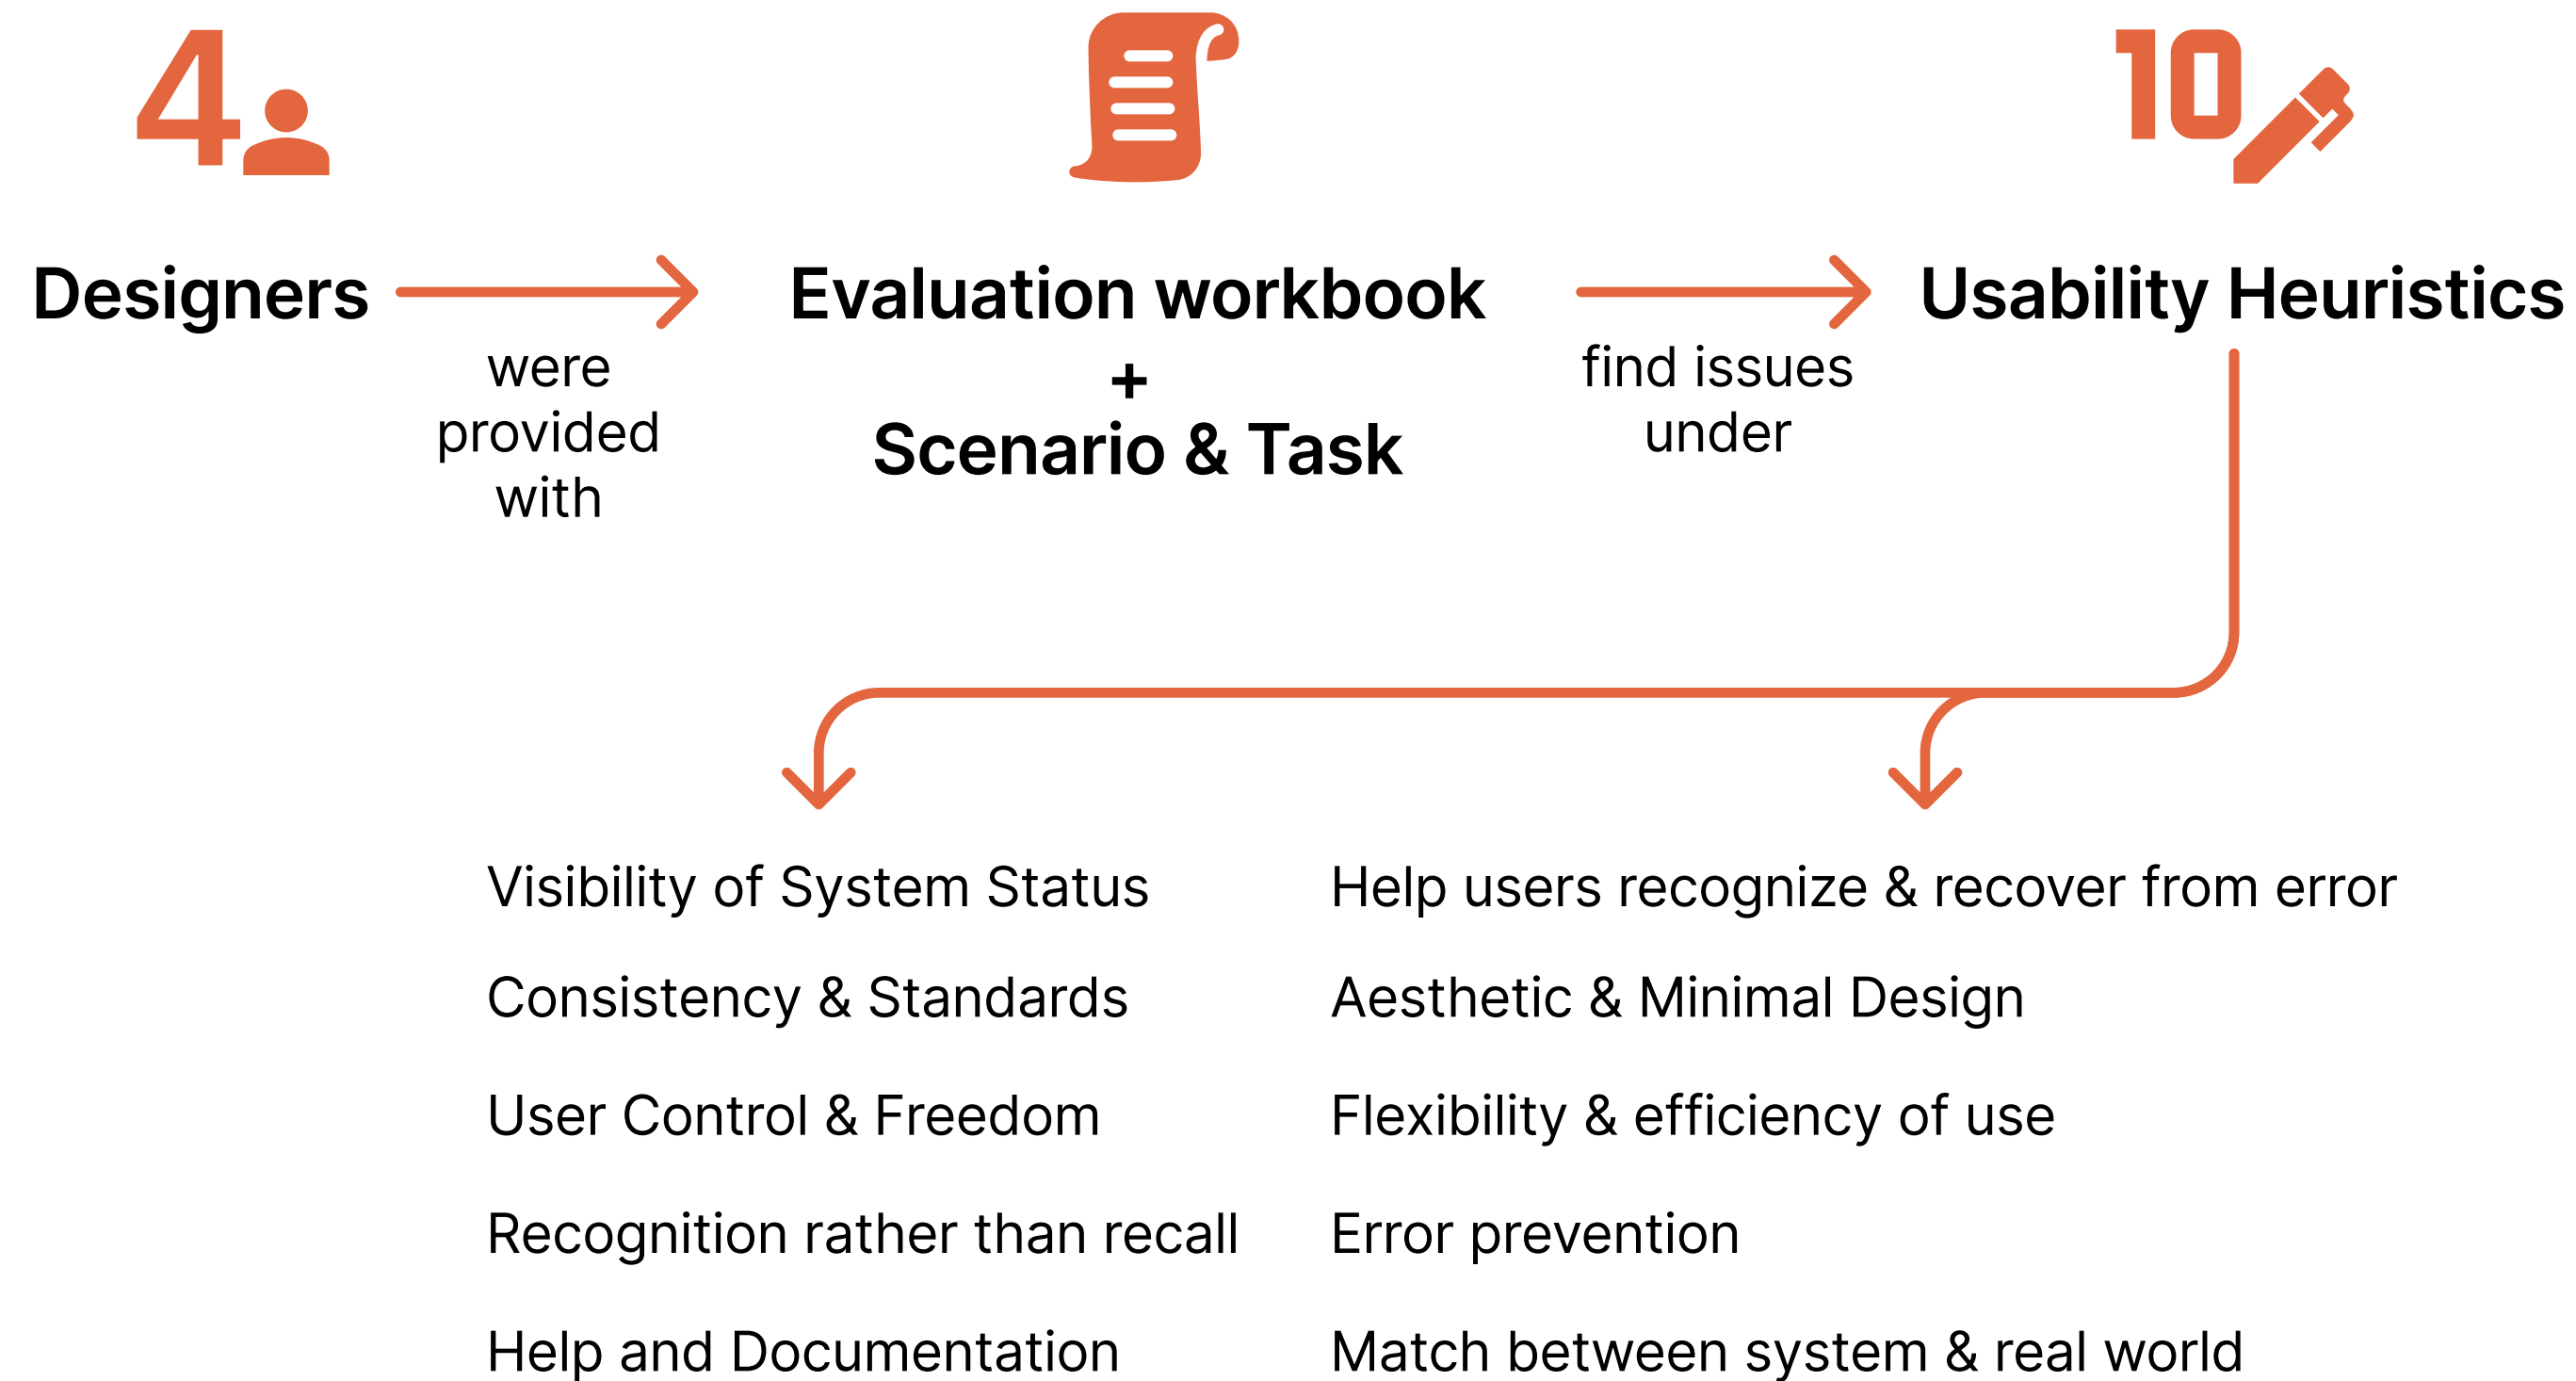 4
10
Designers
were
provided
with
Evaluation workbook
+
Scenario & Task
find issues
under
Usability Heuristics
Visibility of System Status
Consistency & Standards
User Control & Freedom
Recognition rather than recall
Help and Documentation
Help users recognize & recover from error
Aesthetic & Minimal Design
Flexibility & efficiency of use
Error prevention
Match between system & real world